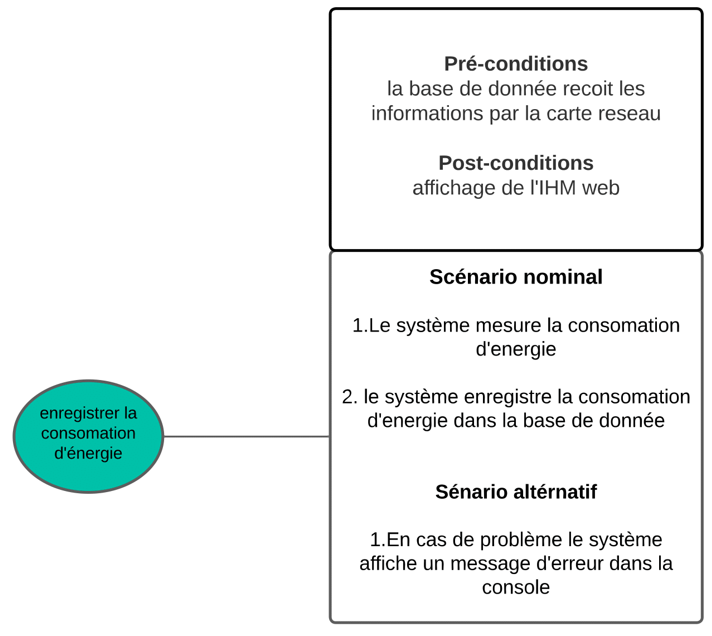 Pré-conditions
la base de donnée recoit les
informations par la carte reseau
Post-conditions
affichage de l'IHM web
Scénario nominal
1.Le système mesure la consomation
d'energie
2. le système enregistre la consomation
d'energie dans la base de donnée
enregistrer la
consomation
d'énergie
Sénario altérnatif
1.En cas de problème le système
affiche un message d'erreur dans la
console